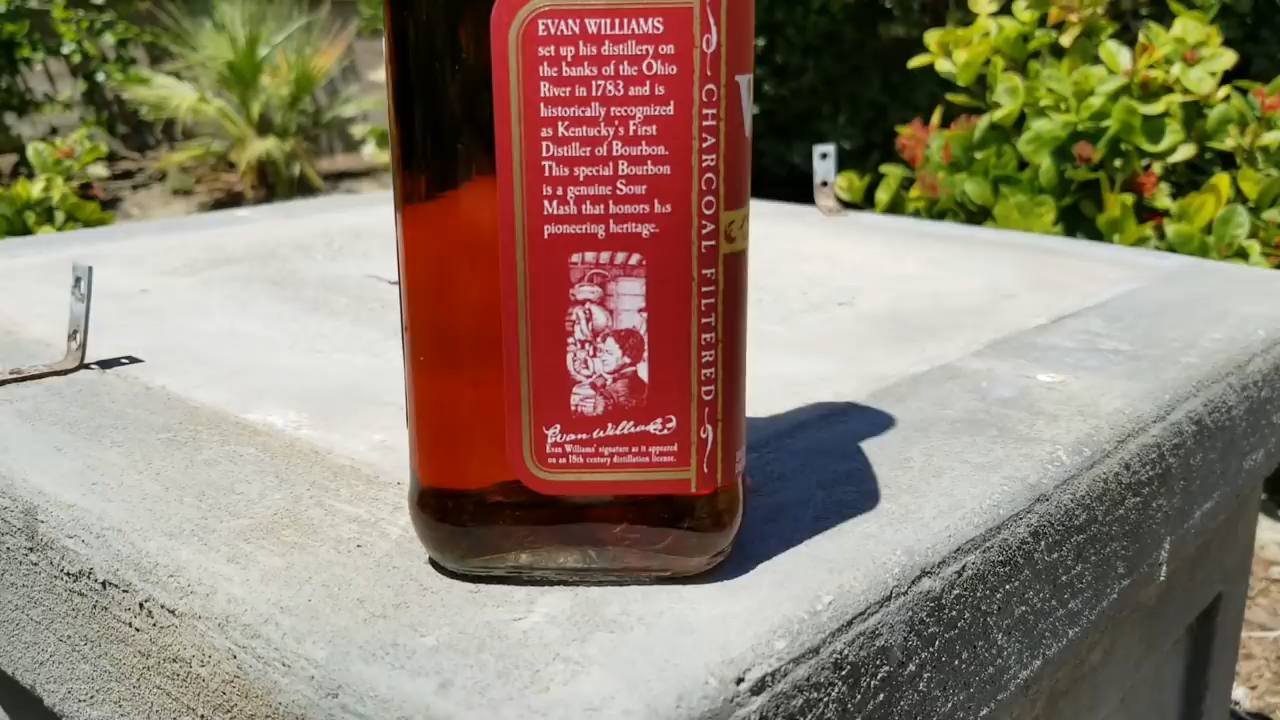 EVAN WILLIAMS
set up his distillery on
the banks of the Ohio
River in 1783 and is
historically recognized
as Kentucky's First
Distiller of Bourbon.
This special Bourbon
is a genuine Sour
Mash that honors his
pioneering heritage.
Evan Williams
Evan Williams' signature as it appeared
on an 18th century distillation license.
CHARCOAL FILTERED